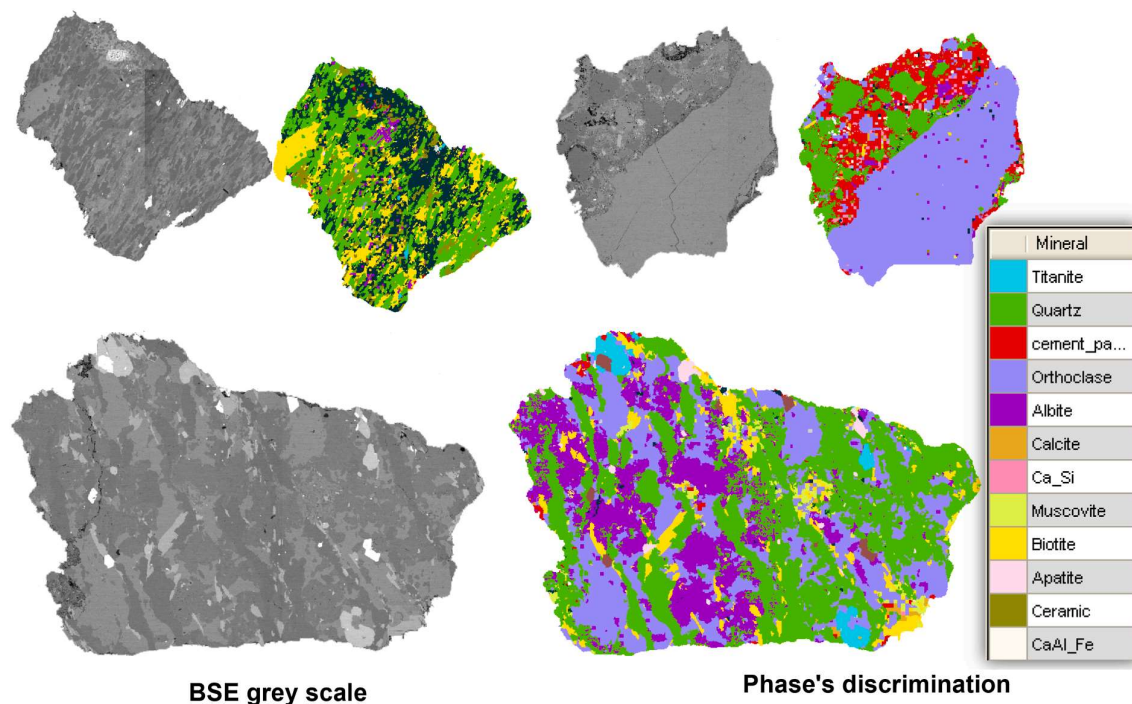 Mineral
Titanite
Quartz
cement_pa...
Orthoclase
Albite
Calcite
Ca_Si
Muscovite
Biotite
Apatite
Ceramic
CaAl_Fe
BSE grey scale
Phase's discrimination